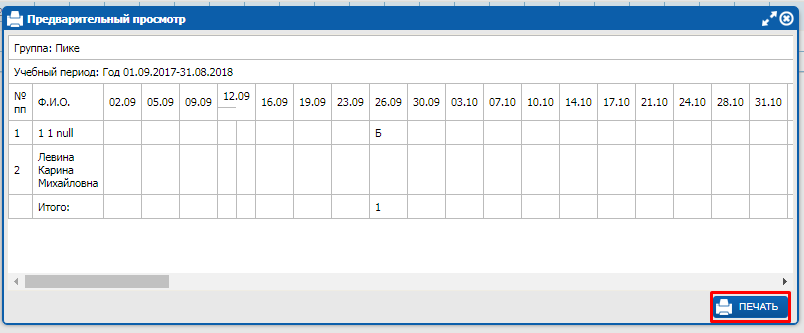 Предварительный просмотр
Группа: Пике
Учебный период: Год 01.09.2017-31.08.2018
№ пп Ф.И.О. 02.09 05.09 09.09 12.09 16.09 19.09 23.09 26.09 30.09 03.10 07.10 10.10 14.10 17.10 21.10 24.10 28.10 31.10
1 1 1 null Б
2 Левина
Карина
Михайловна
Итого: 1
ПЕЧАТЬ